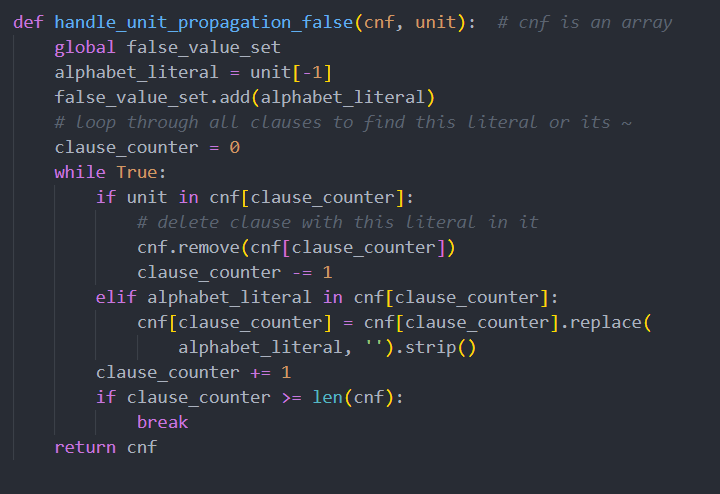 def handle_unit_propagation_false(cnf, unit):  # cnf is an array
    global false_value_set
    alphabet_literal = unit[-1]
    false_value_set.add(alphabet_literal)
    # loop through all clauses to find this literal or its ~
    clause_counter = 0
    while True:
        if unit in cnf[clause_counter]:
            # delete clause with this literal in it
            cnf.remove(cnf[clause_counter])
            clause_counter -= 1
        elif alphabet_literal in cnf[clause_counter]:
            cnf[clause_counter] = cnf[clause_counter].replace(
                alphabet_literal, '').strip()
        clause_counter += 1
        if clause_counter >= len(cnf):
            break
    return cnf